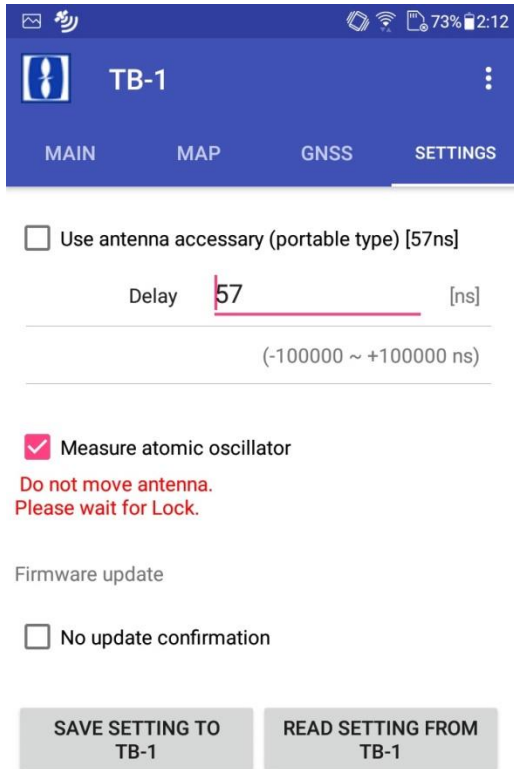 73% 2:12
TB-1
MAIN MAP GNSS SETTINGS
Use antenna accessary (portable type) [57ns]
Delay 57 [ns]
(-100000 ~ +100000 ns)
Measure atomic oscillator
Do not move antenna.
Please wait for Lock.
Firmware update
No update confirmation
SAVE SETTING TO
TB-1
READ SETTING FROM
TB-1